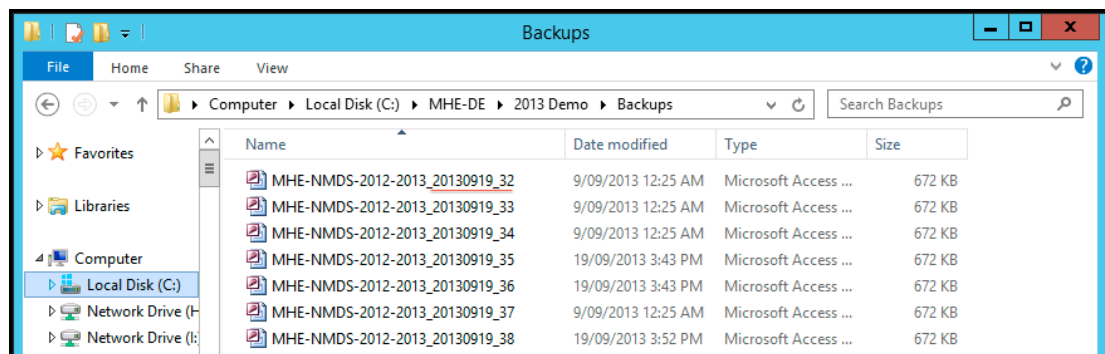 Backups
File Home Share View
Computer Local Disk (C:) MHE-DE 2013 Demo Backups Search Backups
Favorites
Libraries
Computer
Local Disk (C:)
Network Drive (H
Network Drive (I:
Name Date modified Type Size
MHE-NMDS-2012-2013_20130919_32 9/09/2013 12:25 AM Microsoft Access ... 672 KB
MHE-NMDS-2012-2013_20130919_33 9/09/2013 12:25 AM Microsoft Access ... 672 KB
MHE-NMDS-2012-2013_20130919_34 9/09/2013 12:25 AM Microsoft Access ... 672 KB
MHE-NMDS-2012-2013_20130919_35 19/09/2013 3:43 PM Microsoft Access ... 672 KB
MHE-NMDS-2012-2013_20130919_36 19/09/2013 3:43 PM Microsoft Access ... 672 KB
MHE-NMDS-2012-2013_20130919_37 9/09/2013 12:25 AM Microsoft Access ... 672 KB
MHE-NMDS-2012-2013_20130919_38 19/09/2013 3:52 PM Microsoft Access ... 672 KB